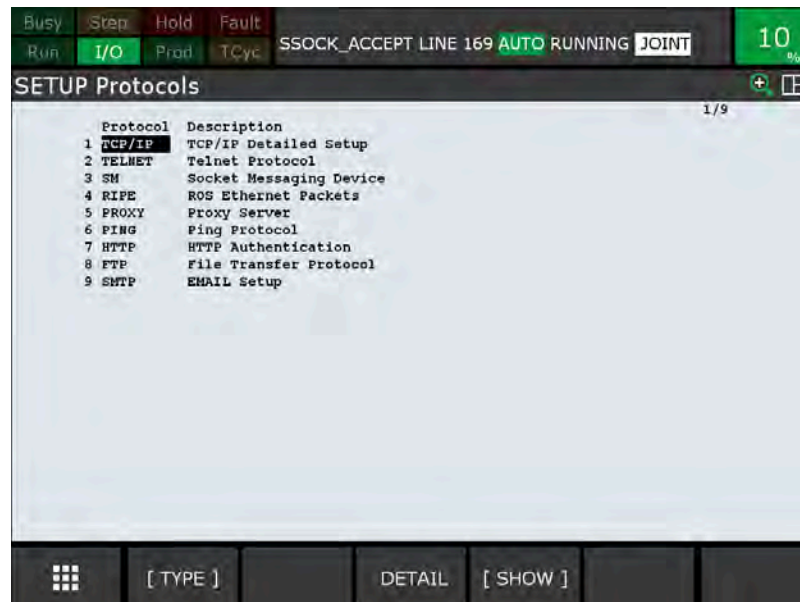 Busy Step Hold Fault
Run I/O Prod TCyc
SSOCK_ACCEPT LINE 169 AUTO RUNNING JOINT
10 %
SETUP Protocols
1/9
Protocol Description
1 TCP/IP TCP/IP Detailed Setup
2 TELNET Telnet Protocol
3 SM Socket Messaging Device
4 RIPE ROS Ethernet Packets
5 PROXY Proxy Server
6 PING Ping Protocol
7 HTTP HTTP Authentication
8 FTP File Transfer Protocol
9 SMTP EMAIL Setup
[ TYPE ] DETAIL [ SHOW ]